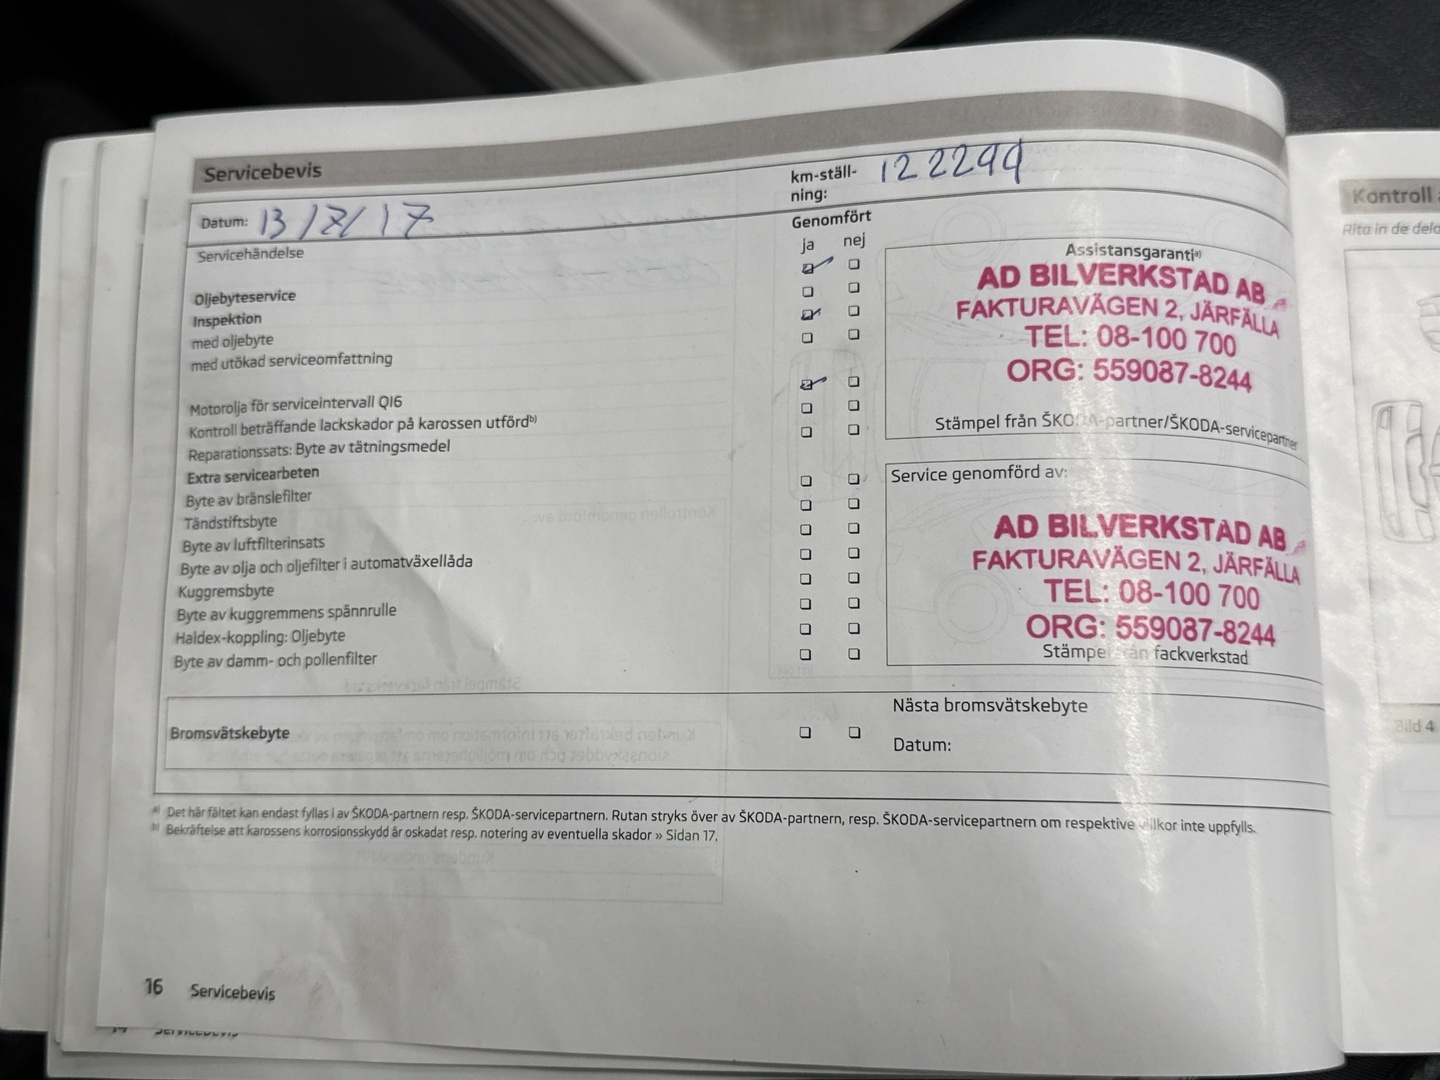 Servicebevis
km-ställ-
ning: 122299
Datum: 13/7/17
Genomfört
ja nej
Servicehändelse
Oljebyteservice
Inspektion
med oljebyte
med utökad serviceomfattning
Motorolja för serviceintervall QI6
Kontroll beträffande lackskador på karossen utförd b)
Reparationssats: Byte av tätningsmedel
Extra servicearbeten
Byte av bränslefilter
Tändstiftsbyte
Byte av luftfilterinsats
Byte av olja och oljefilter i automatväxellåda
Kuggremsbyte
Byte av kuggremmens spännrulle
Haldex-koppling: Oljebyte
Byte av damm- och pollenfilter
Assistansgaranti a)
AD BILVERKSTAD AB
FAKTURAVÄGEN 2, JÄRFÄLLA
TEL: 08-100 700
ORG: 559087-8244
Stämpel från ŠKODA-partner/ŠKODA-servicepartner
Service genomförd av:
AD BILVERKSTAD AB
FAKTURAVÄGEN 2, JÄRFÄLLA
TEL: 08-100 700
ORG: 559087-8244
Stämpel från fackverkstad
Bromsvätskebyte
Nästa bromsvätskebyte
Datum:
a) Det här fältet kan endast fyllas i av ŠKODA-partnern resp. ŠKODA-servicepartnern. Rutan stryks över av ŠKODA-partnern, resp. ŠKODA-servicepartnern om respektive villkor inte uppfylls.
b) Bekräftelse att karossens korrosionsskydd är oskadat resp. notering av eventuella skador » Sidan 17.
16 Servicebevis
Kontroll
Rita in de
Bild 4